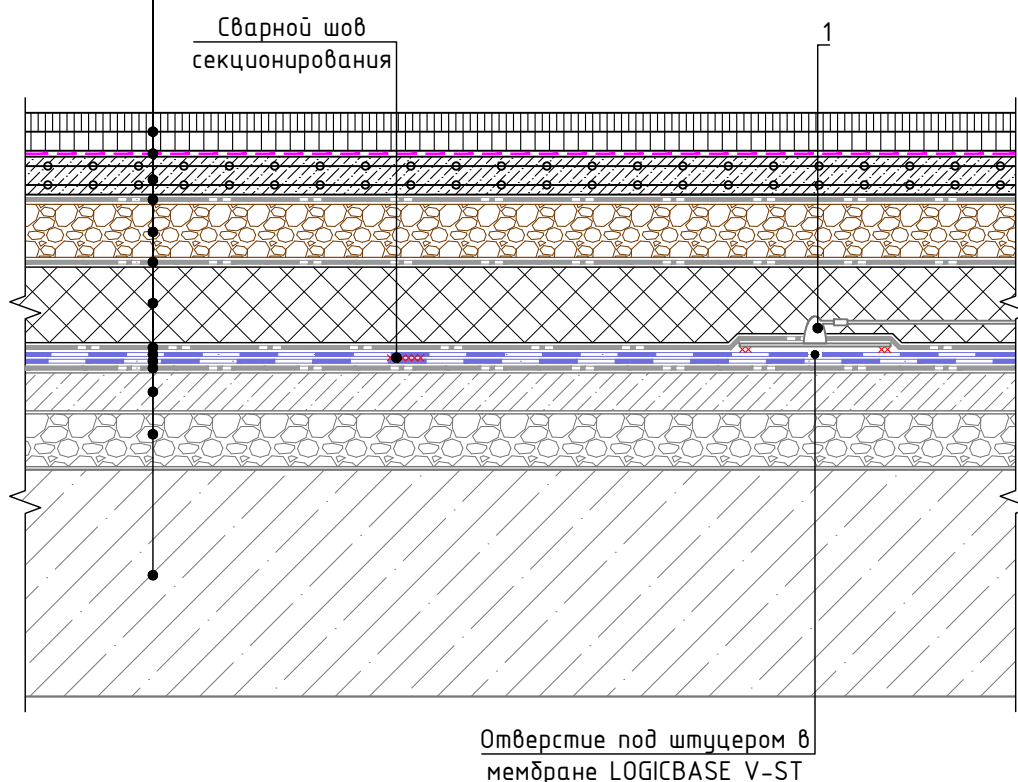 Сварной шов
секционирования
1
Отверстие под штуцером в
мембране LOGICBASE V-ST